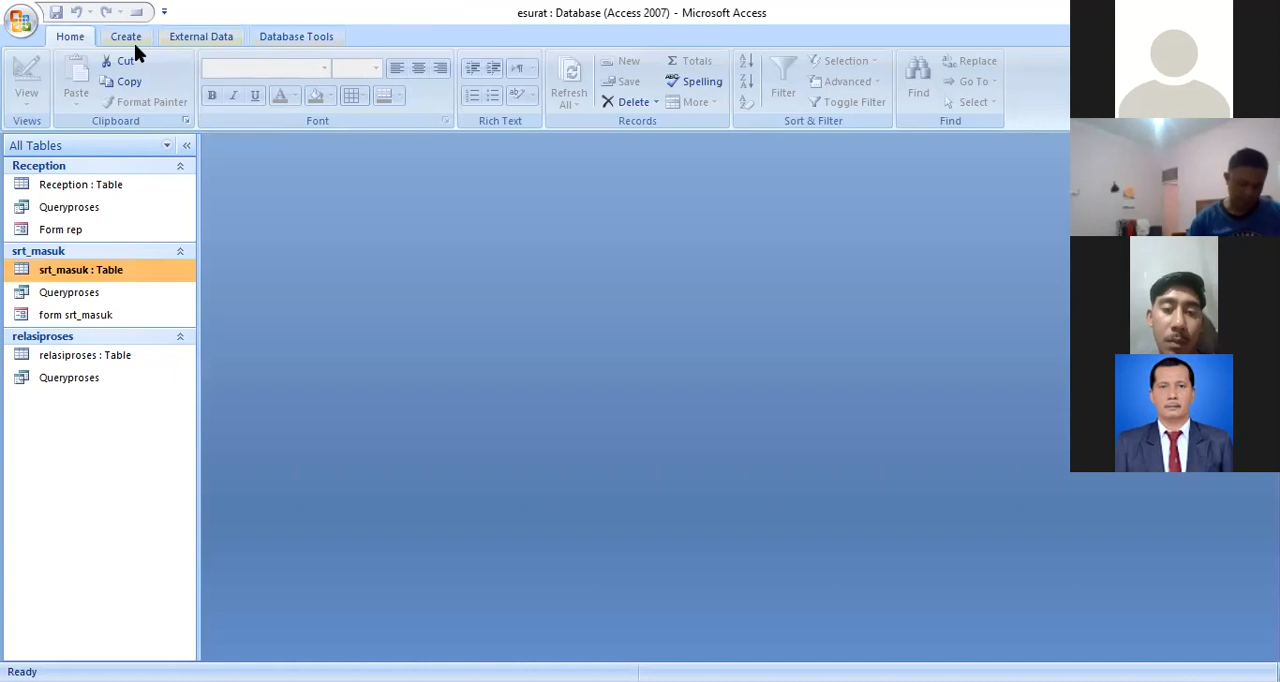 esurat : Database (Access 2007) - Microsoft Access
Home Create External Data Database Tools
View
Views
Paste
Cut
Copy
Format Painter
Clipboard
B I U A
Font
Rich Text
Refresh All
New
Save
Delete
Totals
Spelling
More
Records
Filter
Selection
Advanced
Toggle Filter
Sort & Filter
Find
Replace
Go To
Select
Find
All Tables
Reception
Reception : Table
Queryproses
Form rep
srt_masuk
srt_masuk : Table
Queryproses
form srt_masuk
relasiproses
relasiproses : Table
Queryproses
Ready